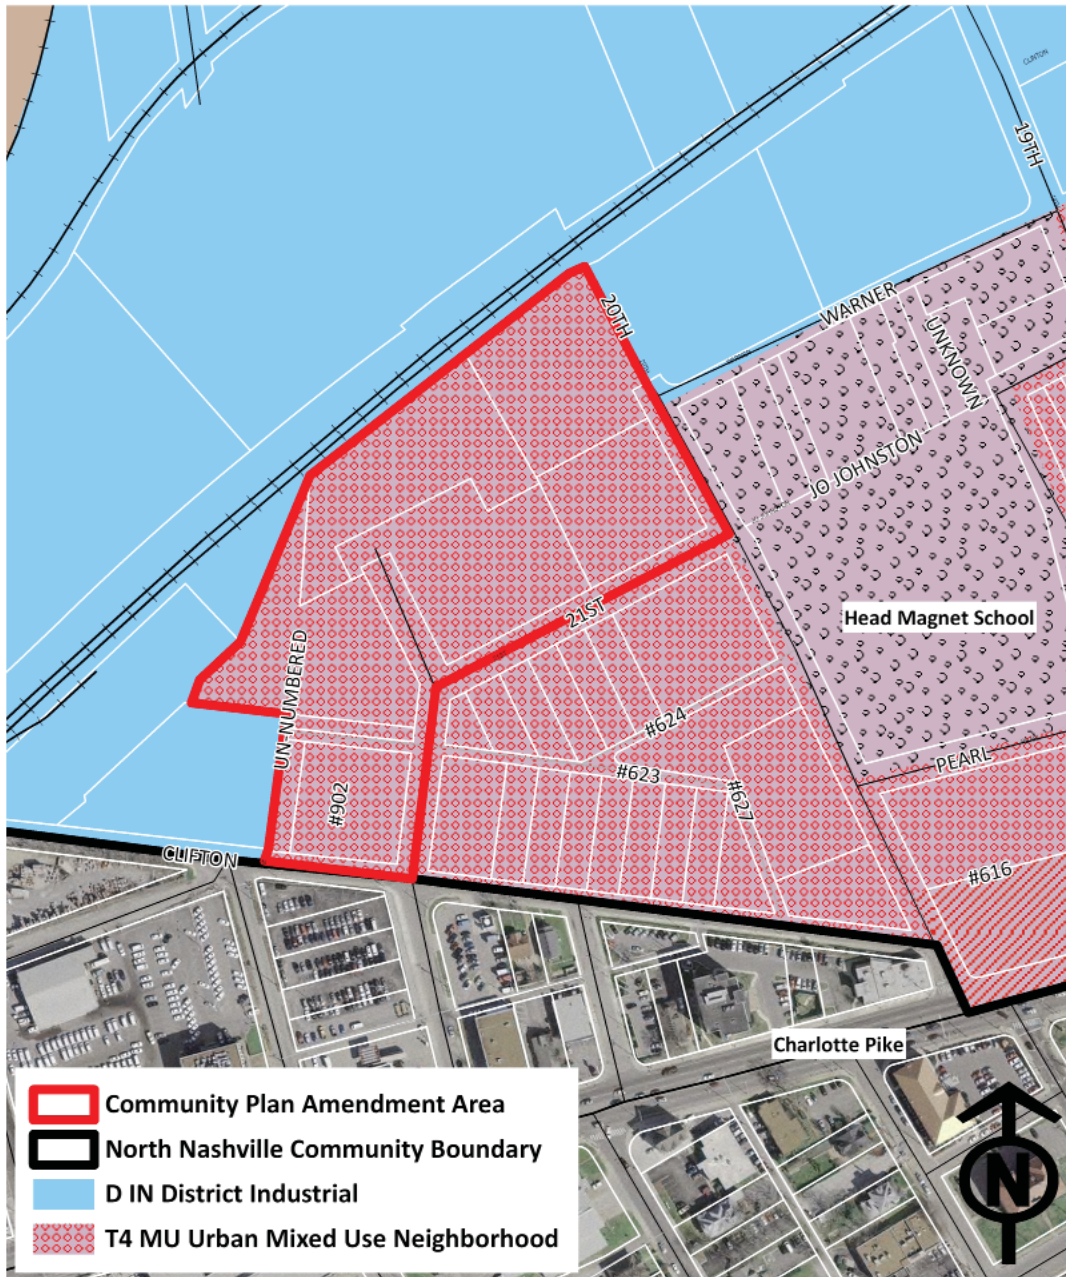 CLINTON
19TH
20TH
WARNER
UNKNOWN
JO JOHNSTON
21ST
Head Magnet School
UN-NUMBERED
#624
#623
#627
PEARL
#902
CLIFTON
#616
Charlotte Pike
Community Plan Amendment Area
North Nashville Community Boundary
D IN District Industrial
T4 MU Urban Mixed Use Neighborhood
N